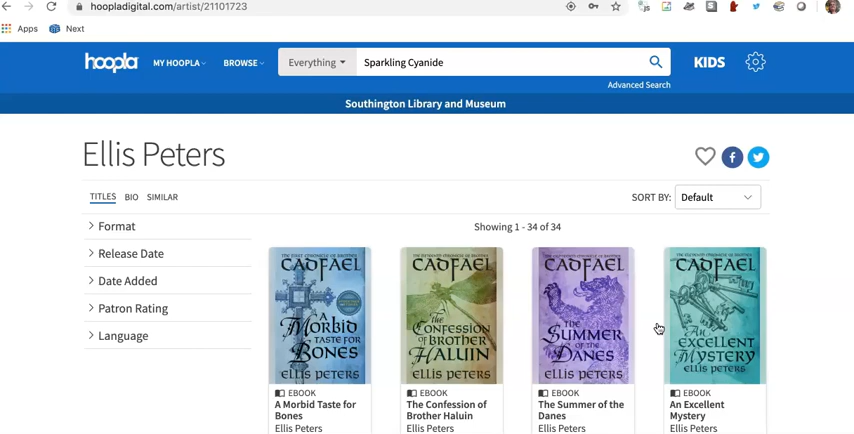 hoopladigital.com/artist/21101723
Apps Next
hoopla MY HOOPLA BROWSE Everything Sparkling Cyanide KIDS
Advanced Search
Southington Library and Museum
Ellis Peters
TITLES BIO SIMILAR SORT BY: Default
Format
Showing 1 - 34 of 34
Release Date
Date Added
Patron Rating
Language
THE FIRST CHRONICLE OF BROTHER
CADFAEL
A
Morbid
TASTE FOR
BONES
ELLIS PETERS
CADFAEL
The
CONFESSION
OF BROTHER
HALUIN
ELLIS PETERS
CADFAEL
THE
SUMMER
OF THE
DANES
ELLIS PETERS
CADFAEL
An
EXCELLENT
Mystery
ELLIS PETERS
EBOOK
A Morbid Taste for
Bones
Ellis Peters
EBOOK
The Confession of
Brother Haluin
Ellis Peters
EBOOK
The Summer of the
Danes
Ellis Peters
EBOOK
An Excellent
Mystery
Ellis Peters